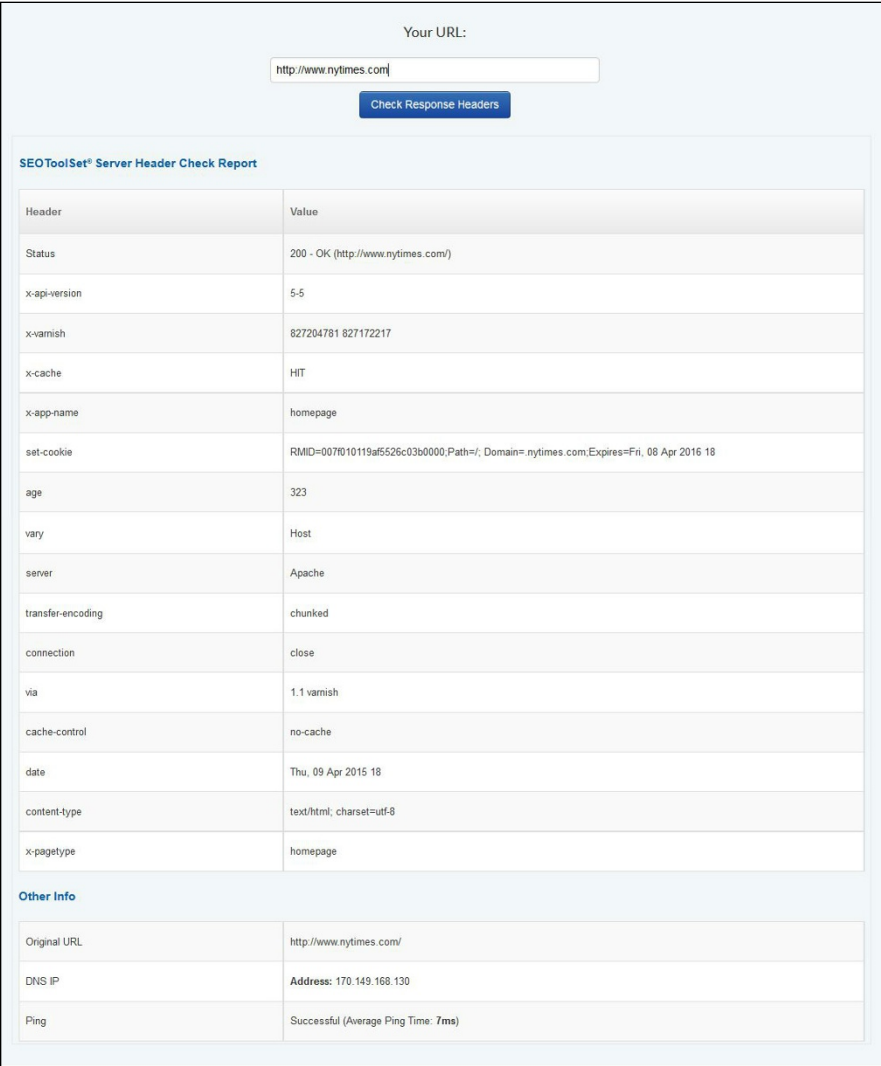 Your URL:
http://www.nytimes.com
Check Response Headers
SEOToolSet® Server Header Check Report
Header Value
Status 200 - OK (http://www.nytimes.com/)
x-api-version 5-5
x-varnish 827204781 827172217
x-cache HIT
x-app-name homepage
set-cookie RMID=007f010119af5526c03b0000;Path=/; Domain=.nytimes.com;Expires=Fri, 08 Apr 2016 18
age 323
vary Host
server Apache
transfer-encoding chunked
connection close
via 1.1 varnish
cache-control no-cache
date Thu, 09 Apr 2015 18
content-type text/html; charset=utf-8
x-pagetype homepage
Other Info
Original URL http://www.nytimes.com/
DNS IP Address: 170.149.168.130
Ping Successful (Average Ping Time: 7ms)